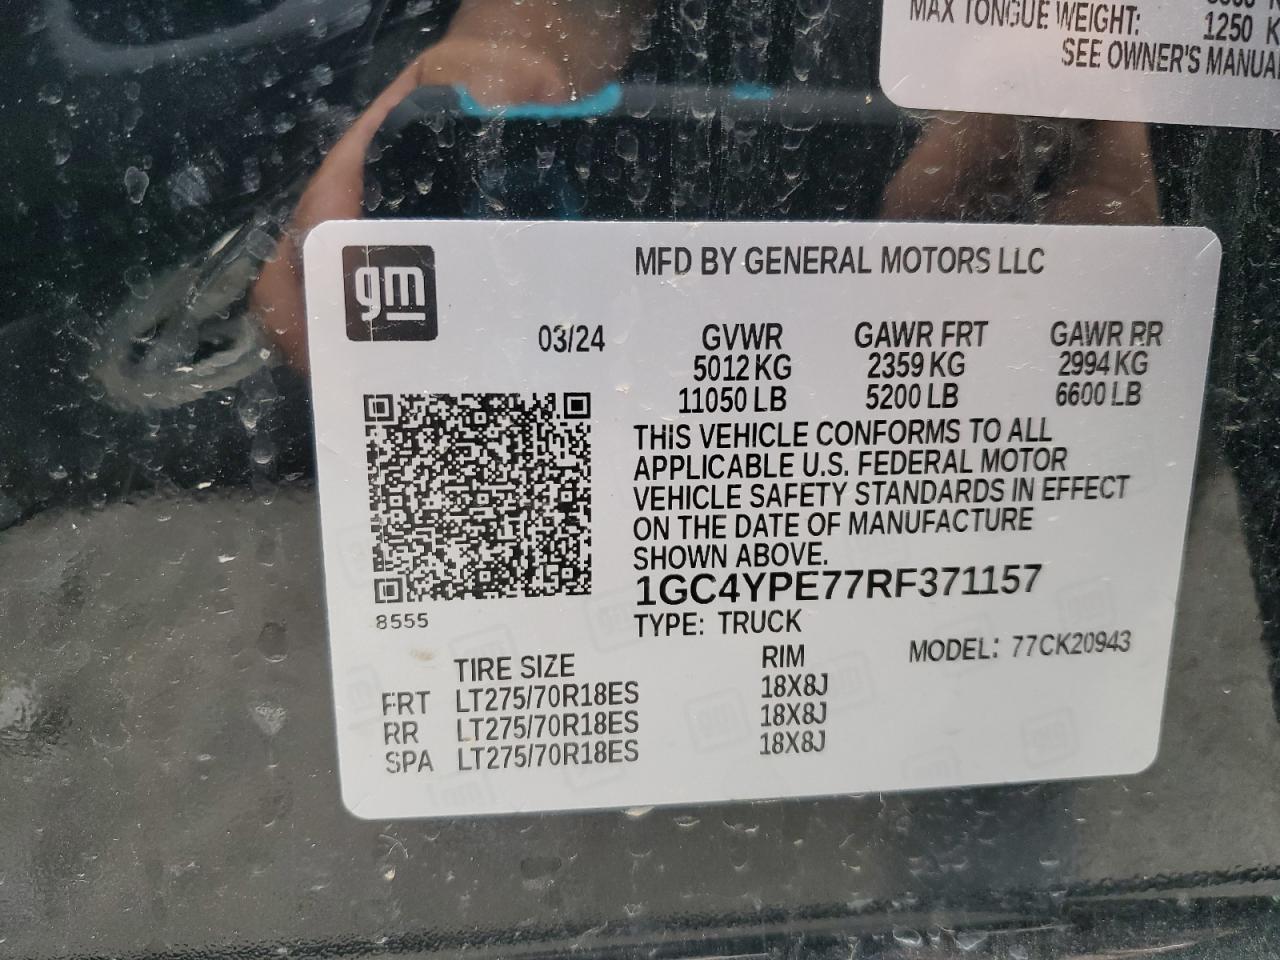 MAX TONGUE WEIGHT:
1250 K
SEE OWNER'S MANUAL
gm
MFD BY GENERAL MOTORS LLC
03/24 GVWR GAWR FRT GAWR RR
5012 KG 2359 KG 2994 KG
11050 LB 5200 LB 6600 LB
THIS VEHICLE CONFORMS TO ALL
APPLICABLE U.S. FEDERAL MOTOR
VEHICLE SAFETY STANDARDS IN EFFECT
ON THE DATE OF MANUFACTURE
SHOWN ABOVE.
1GC4YPE77RF371157
8555
TYPE: TRUCK
MODEL: 77CK20943
TIRE SIZE RIM
FRT LT275/70R18ES 18X8J
RR LT275/70R18ES 18X8J
SPA LT275/70R18ES 18X8J